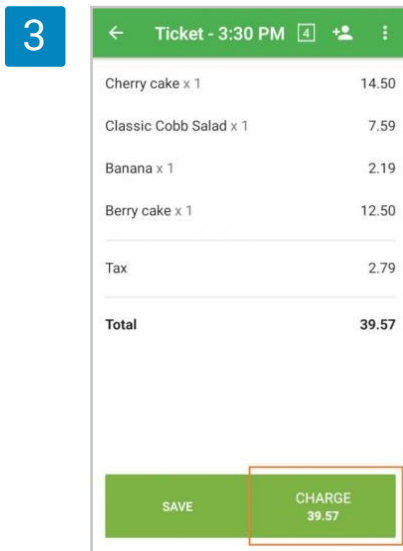 3
Ticket - 3:30 PM 4
Cherry cake x 1 14.50
Classic Cobb Salad x 1 7.59
Banana x 1 2.19
Berry cake x 1 12.50
Tax 2.79
Total 39.57
SAVE
CHARGE
39.57